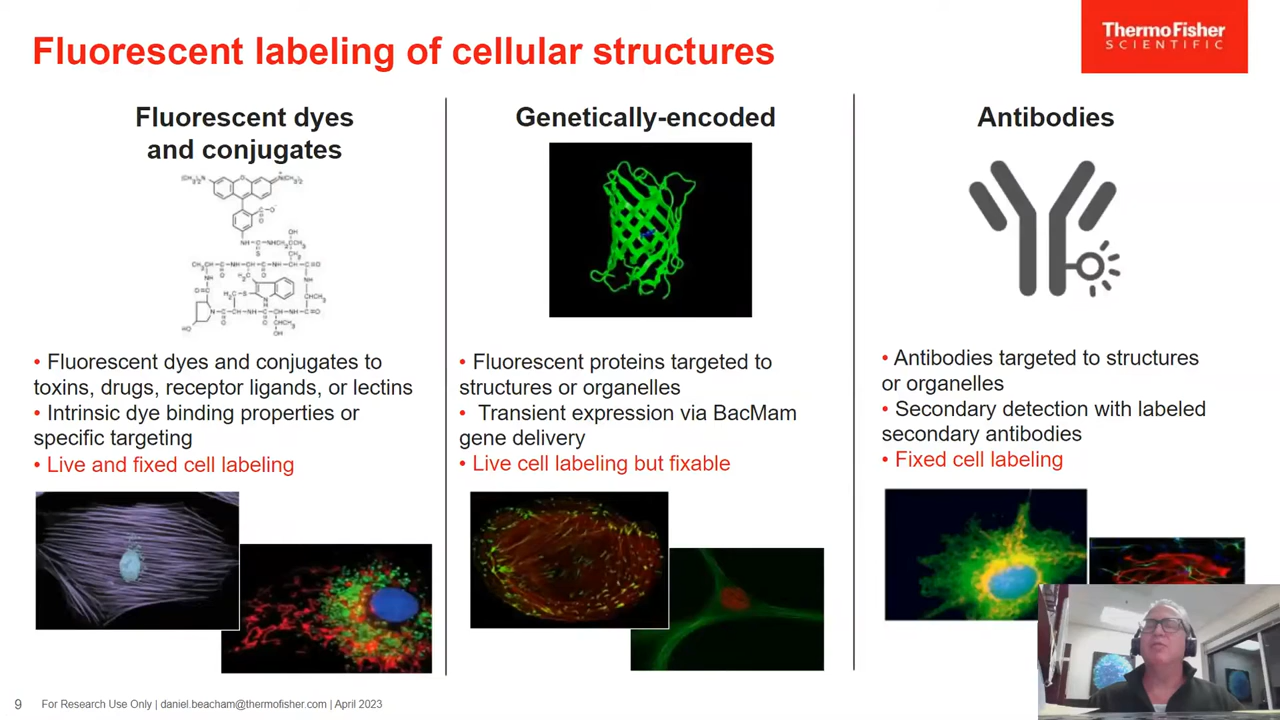 Fluorescent labeling of cellular structures
ThermoFisher
SCIENTIFIC
Fluorescent dyes
and conjugates
• Fluorescent dyes and conjugates to
toxins, drugs, receptor ligands, or lectins
• Intrinsic dye binding properties or
specific targeting
• Live and fixed cell labeling
Genetically-encoded
• Fluorescent proteins targeted to
structures or organelles
• Transient expression via BacMam
gene delivery
• Live cell labeling but fixable
Antibodies
• Antibodies targeted to structures
or organelles
• Secondary detection with labeled
secondary antibodies
• Fixed cell labeling
9 For Research Use Only | daniel.beacham@thermofisher.com | April 2023